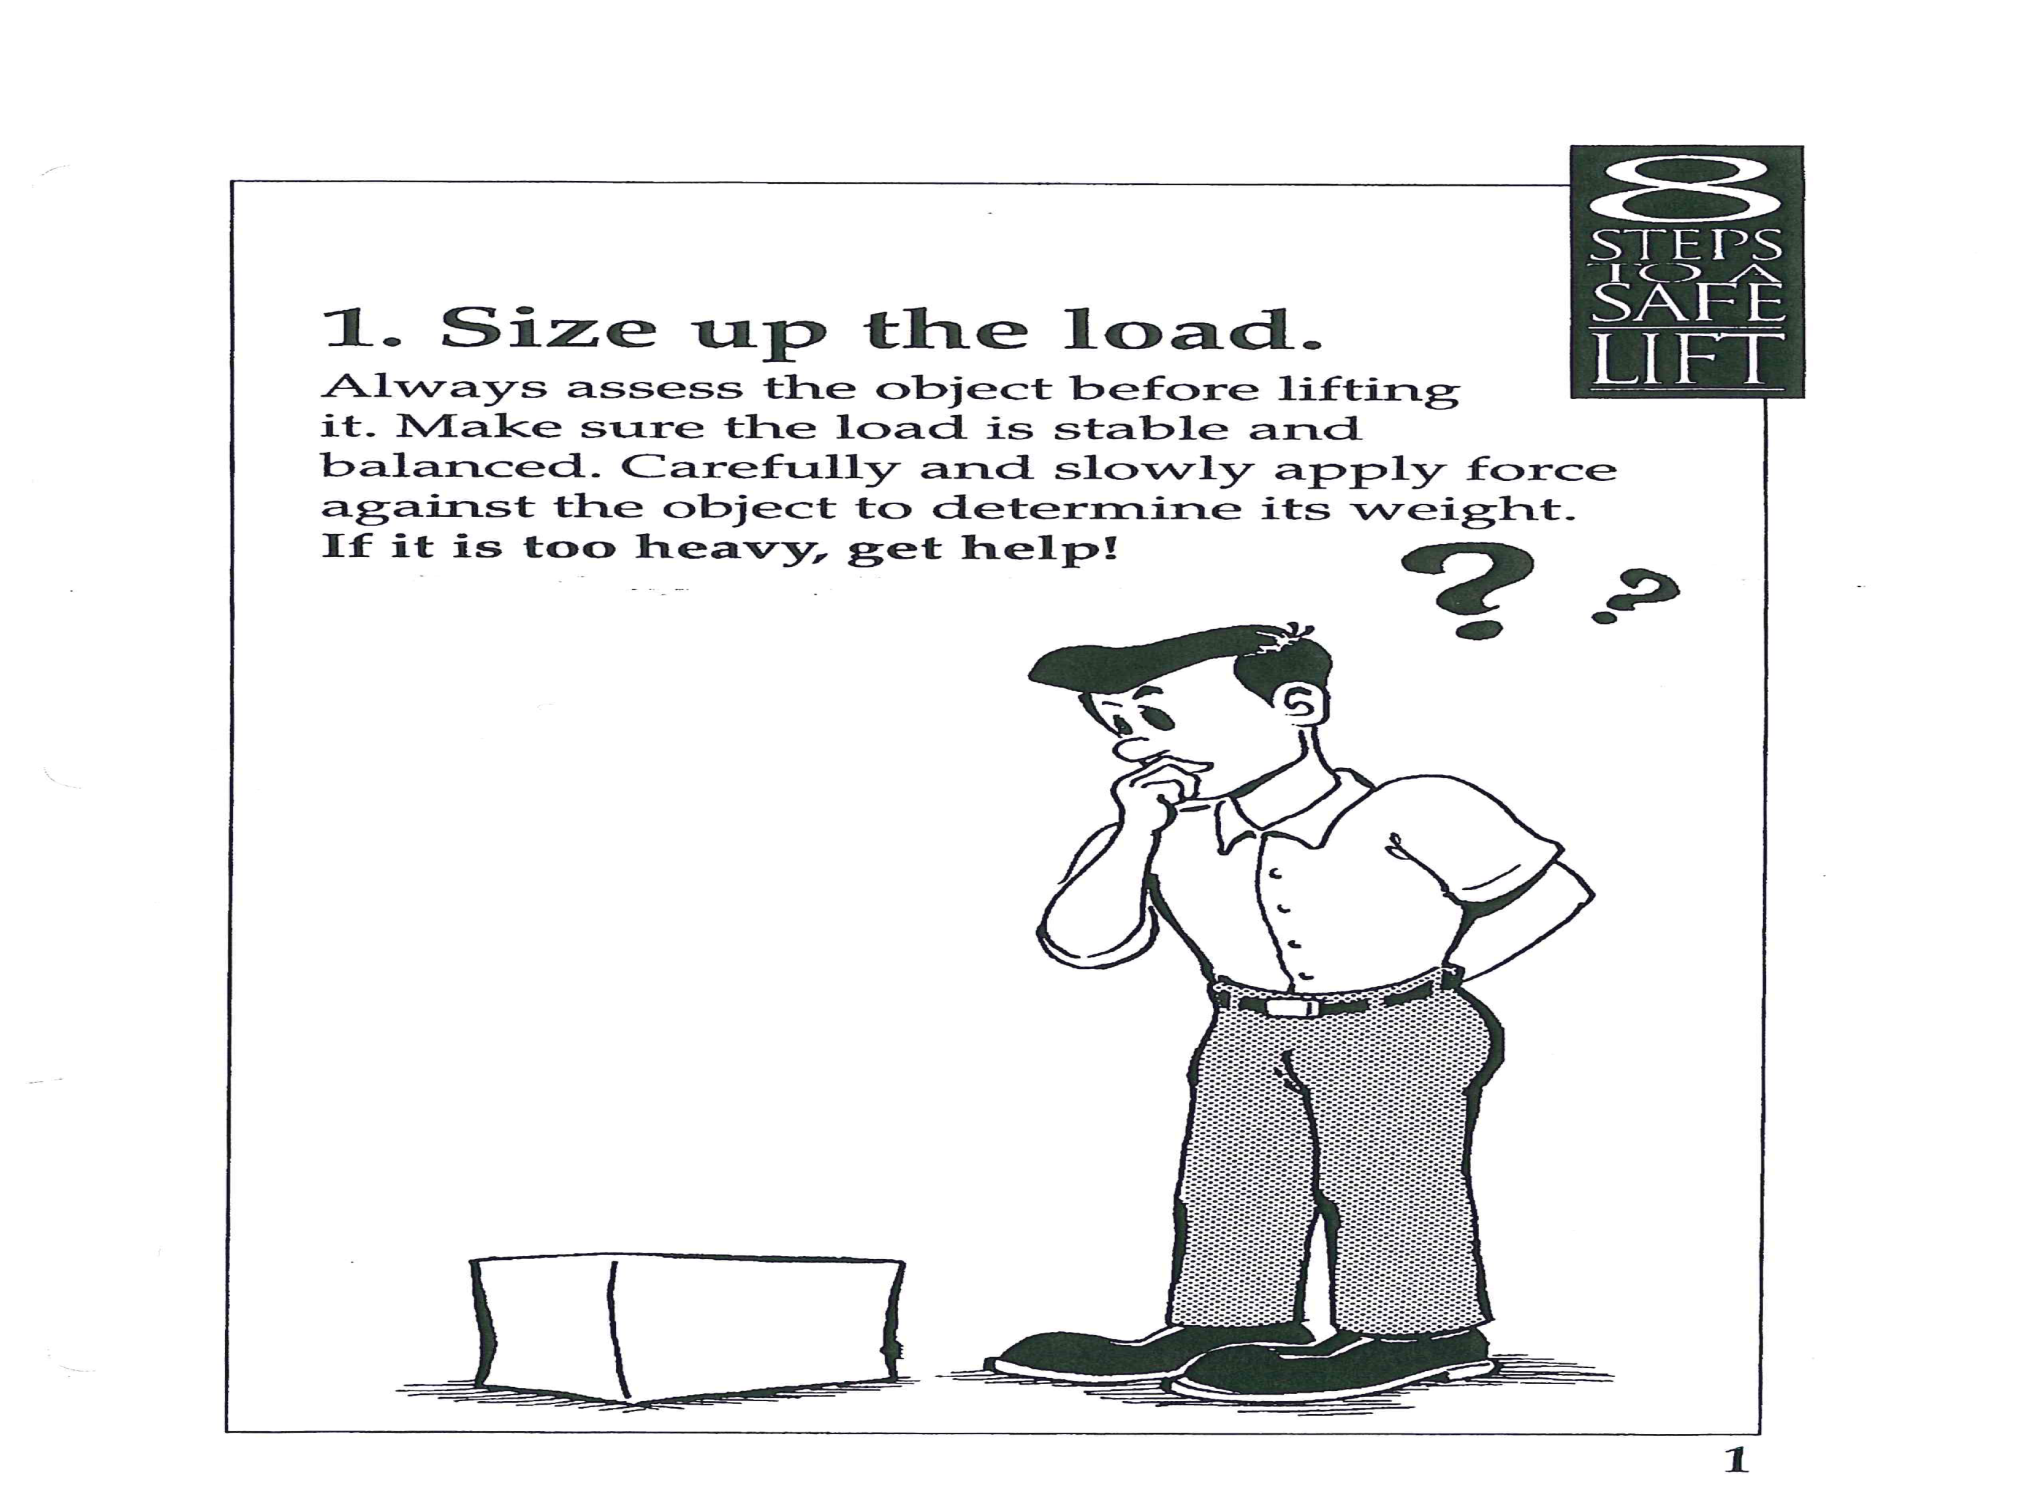 8
STEPS
TO A
SAFE
LIFT
1. Size up the load.
Always assess the object before lifting
it. Make sure the load is stable and
balanced. Carefully and slowly apply force
against the object to determine its weight.
If it is too heavy, get help!
? ?
1